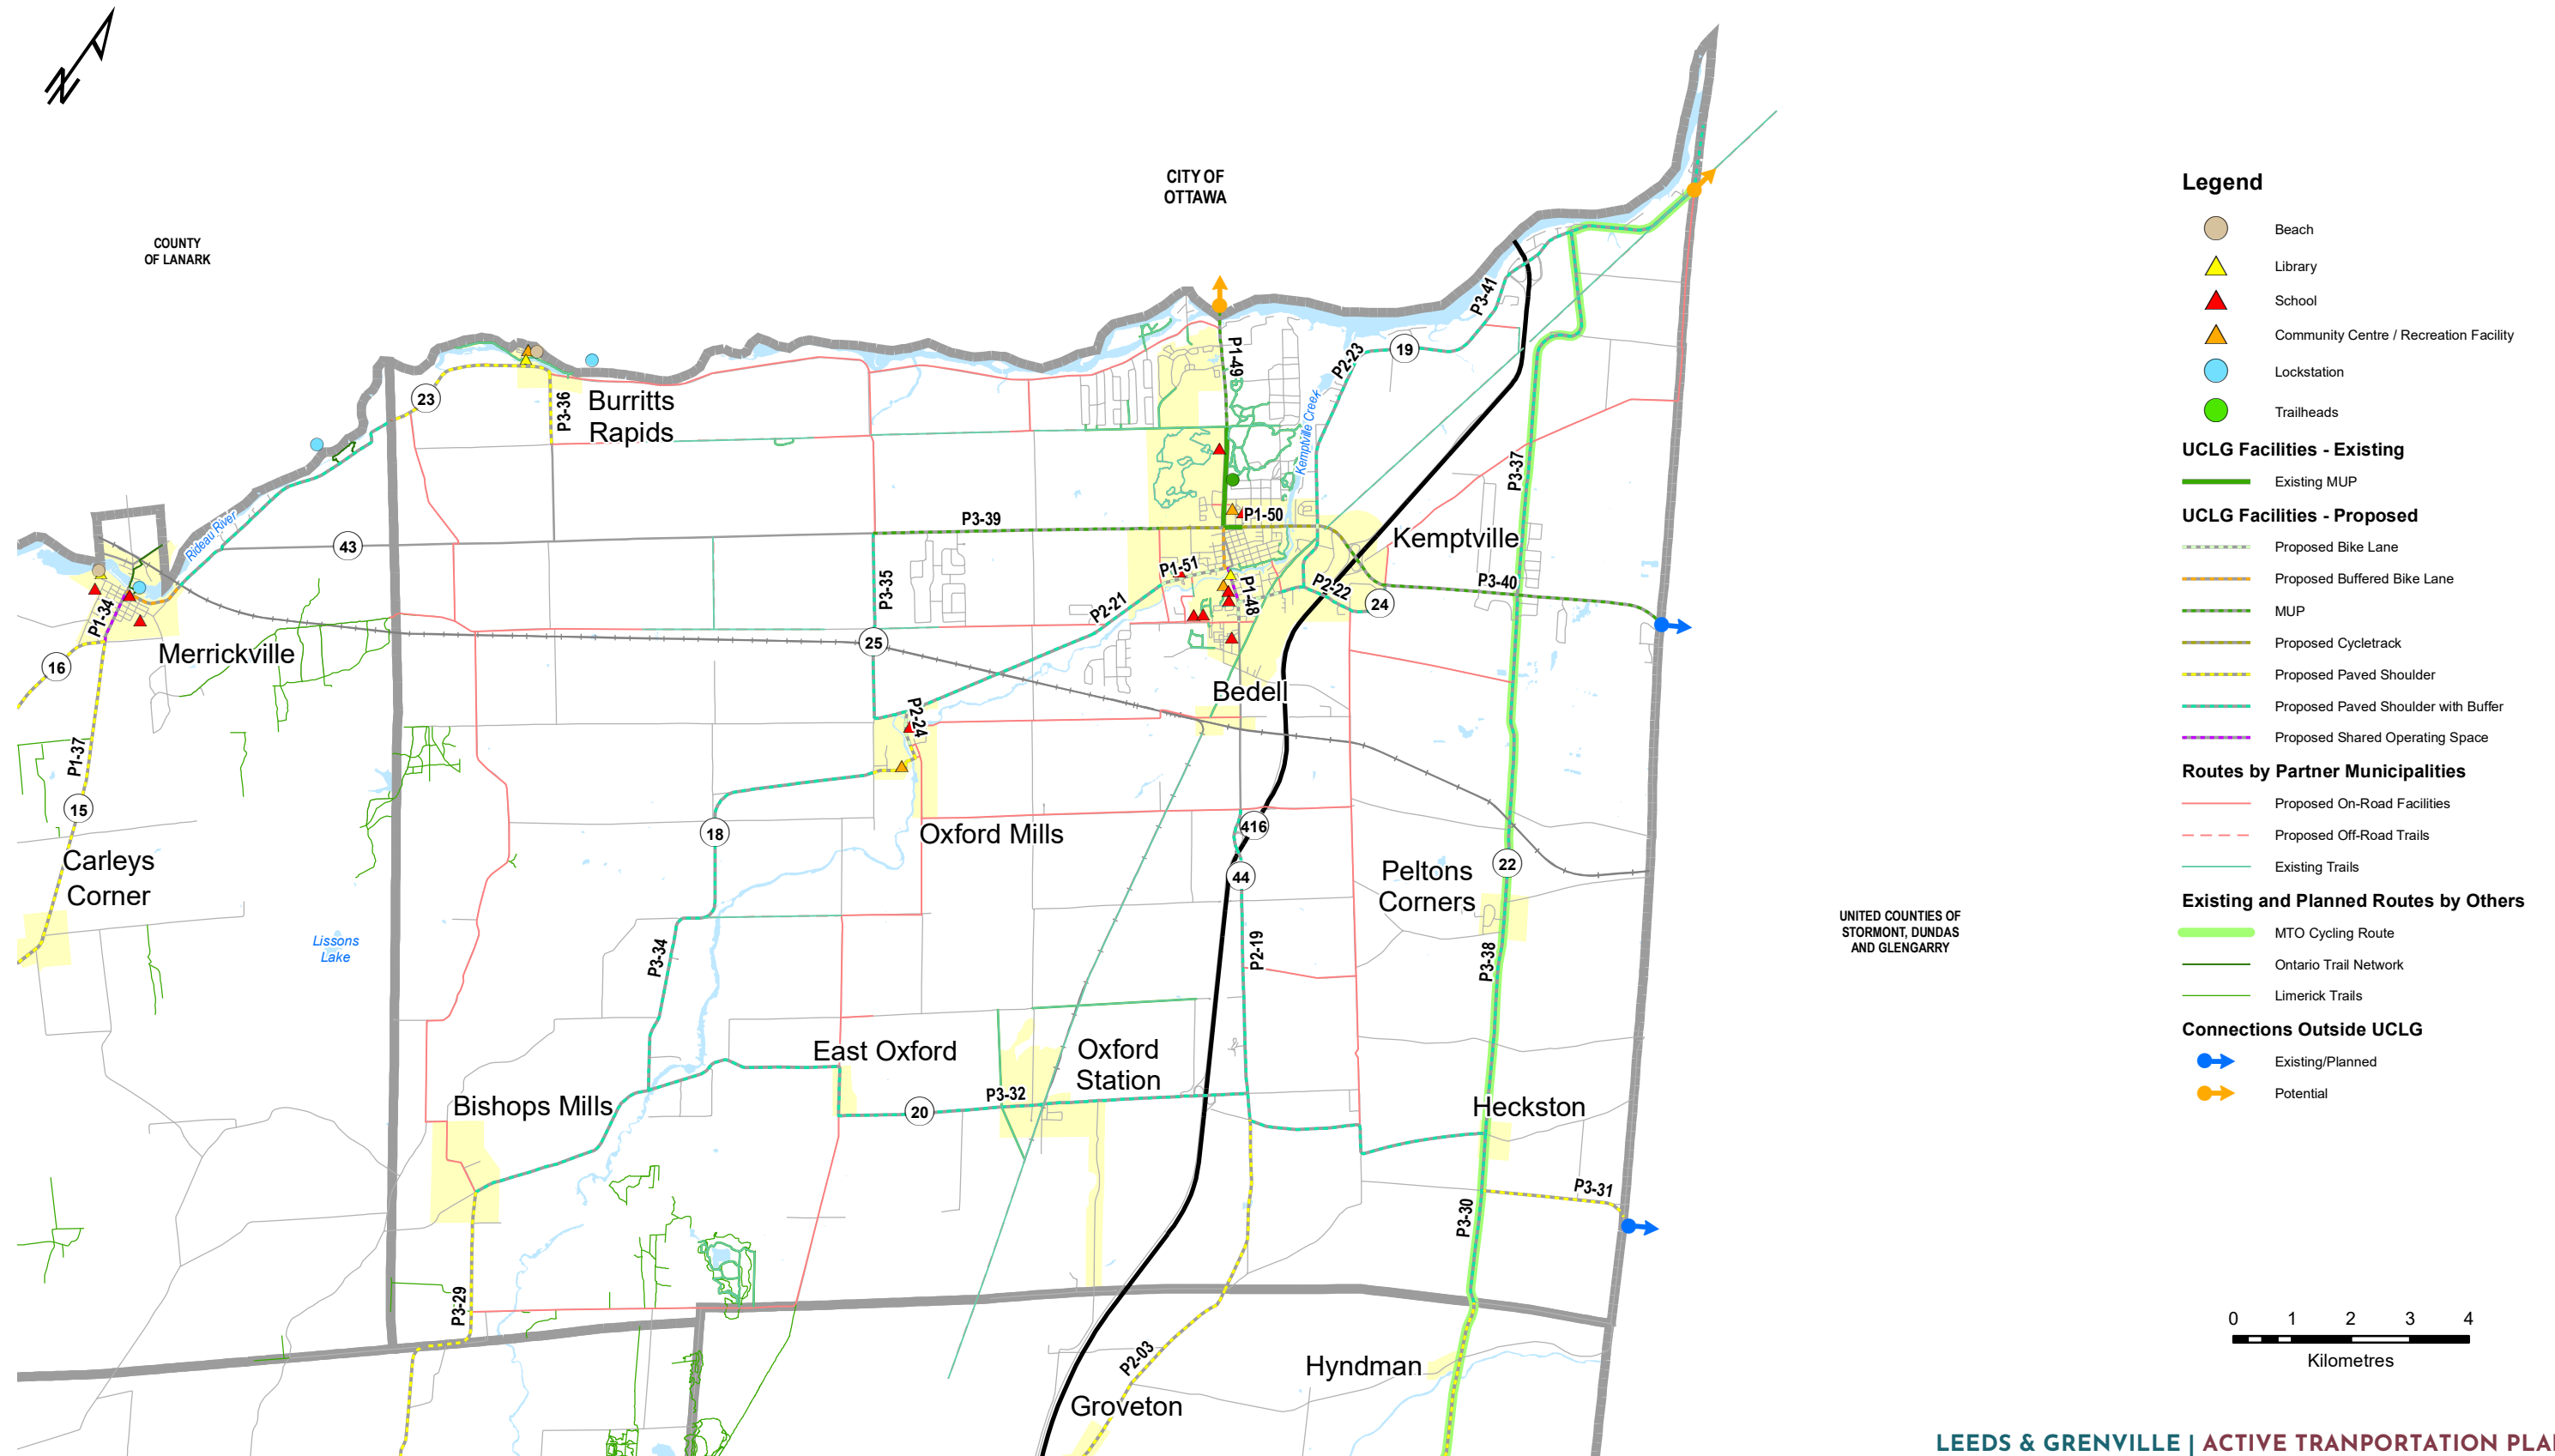 N
CITY OF
OTTAWA
COUNTY
OF LANARK
Burritts
Rapids
Kemptville
Merrickville
Bedell
Oxford Mills
Carleys
Corner
Peltons
Corners
Lissons
Lake
East Oxford
Oxford
Station
Bishops Mills
Heckston
Hyndman
Groveton
UNITED COUNTIES OF
STORMONT, DUNDAS
AND GLENGARRY
Rideau River
Kemptville Creek
P1-49
P3-41
P2-23
19
23
P3-36
P3-37
P3-39
P1-50
43
P1-51
P1-48
P2-22
24
P3-40
P3-35
P2-21
P1-34
16
25
P2-24
P1-37
15
18
416
44
22
P3-34
P2-19
P3-38
P3-32
20
P3-31
P3-30
P3-29
P2-03
Legend
Beach
Library
School
Community Centre / Recreation Facility
Lockstation
Trailheads
UCLG Facilities - Existing
Existing MUP
UCLG Facilities - Proposed
Proposed Bike Lane
Proposed Buffered Bike Lane
MUP
Proposed Cycletrack
Proposed Paved Shoulder
Proposed Paved Shoulder with Buffer
Proposed Shared Operating Space
Routes by Partner Municipalities
Proposed On-Road Facilities
Proposed Off-Road Trails
Existing Trails
Existing and Planned Routes by Others
MTO Cycling Route
Ontario Trail Network
Limerick Trails
Connections Outside UCLG
Existing/Planned
Potential
0 1 2 3 4
Kilometres
LEEDS & GRENVILLE | ACTIVE TRANPORTATION PLA